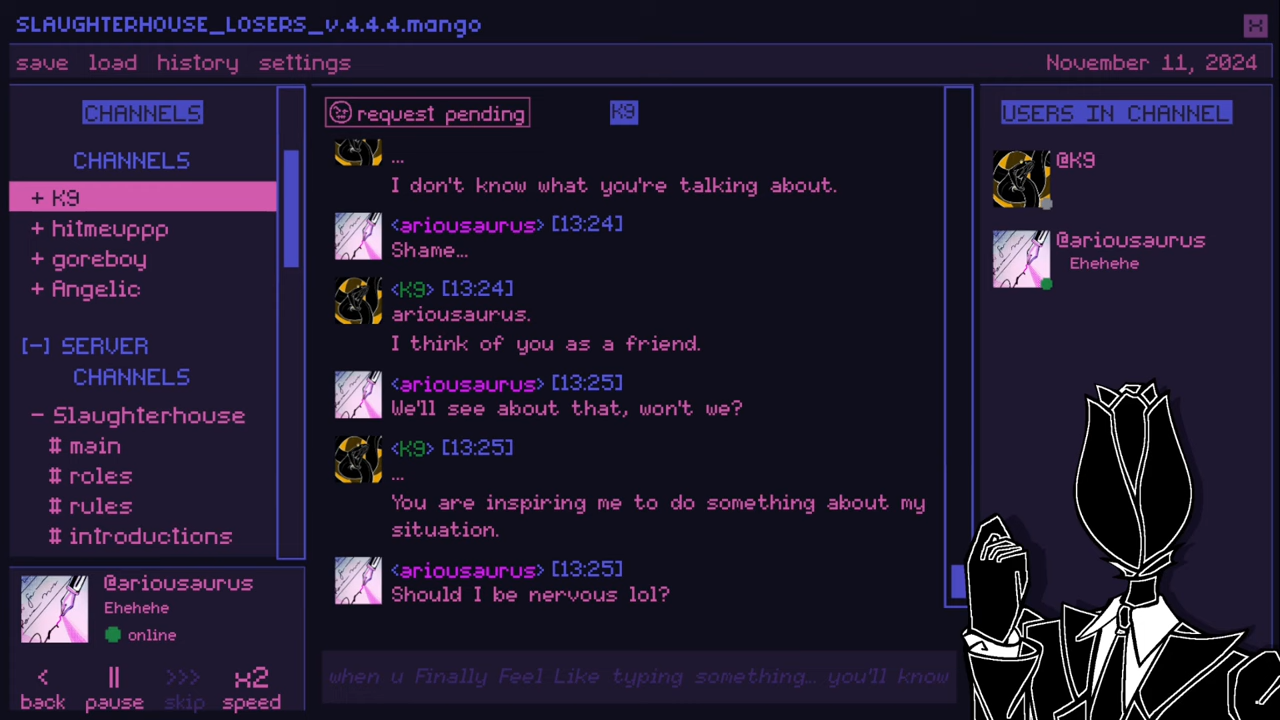 SLAUGHTERHOUSE_LOSERS_v.4.4.4.mango
X
save load history settings
November 11, 2024
CHANNELS
CHANNELS
+ K9
+ hitmeuppp
+ goreboy
+ Angelic
[-] SERVER
CHANNELS
- Slaughterhouse
# main
# roles
# rules
# introductions
@ariousaurus
Ehehehe
online
< || >>> x2
back pause skip speed
request pending
K9
...
I don't know what you're talking about.
<ariousaurus> [13:24]
Shame...
<K9> [13:24]
ariousaurus.
I think of you as a friend.
<ariousaurus> [13:25]
We'll see about that, won't we?
<K9> [13:25]
...
You are inspiring me to do something about my
situation.
<ariousaurus> [13:25]
Should I be nervous lol?
when u Finally Feel Like typing something.. you'll know
USERS IN CHANNEL
@K9
@ariousaurus
Ehehehe